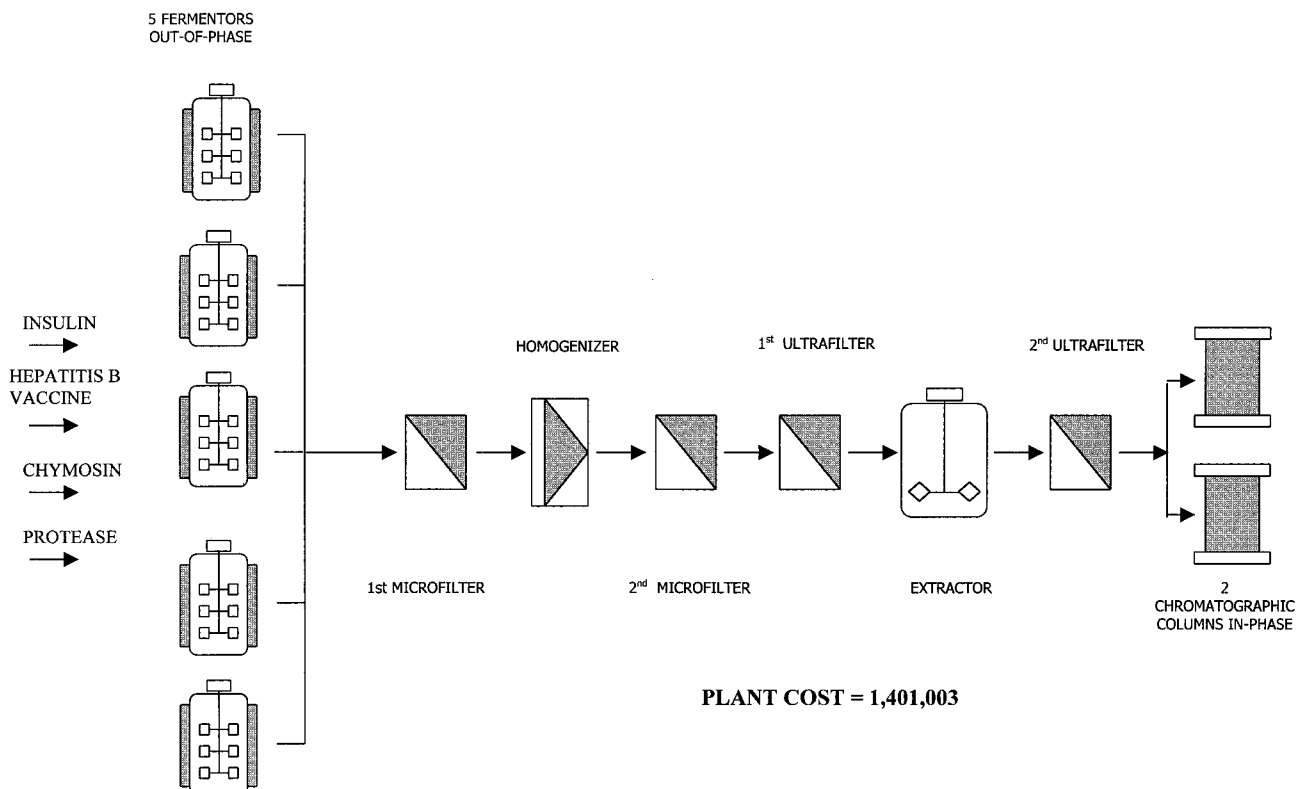 5 FERMENTORS
OUT-OF-PHASE
INSULIN
HEPATITIS B
VACCINE
CHYMOSIN
PROTEASE
HOMOGENIZER
1st ULTRAFILTER
2nd ULTRAFILTER
1st MICROFILTER
2nd MICROFILTER
EXTRACTOR
2
CHROMATOGRAPHIC
COLUMNS IN-PHASE
PLANT COST = 1,401,003